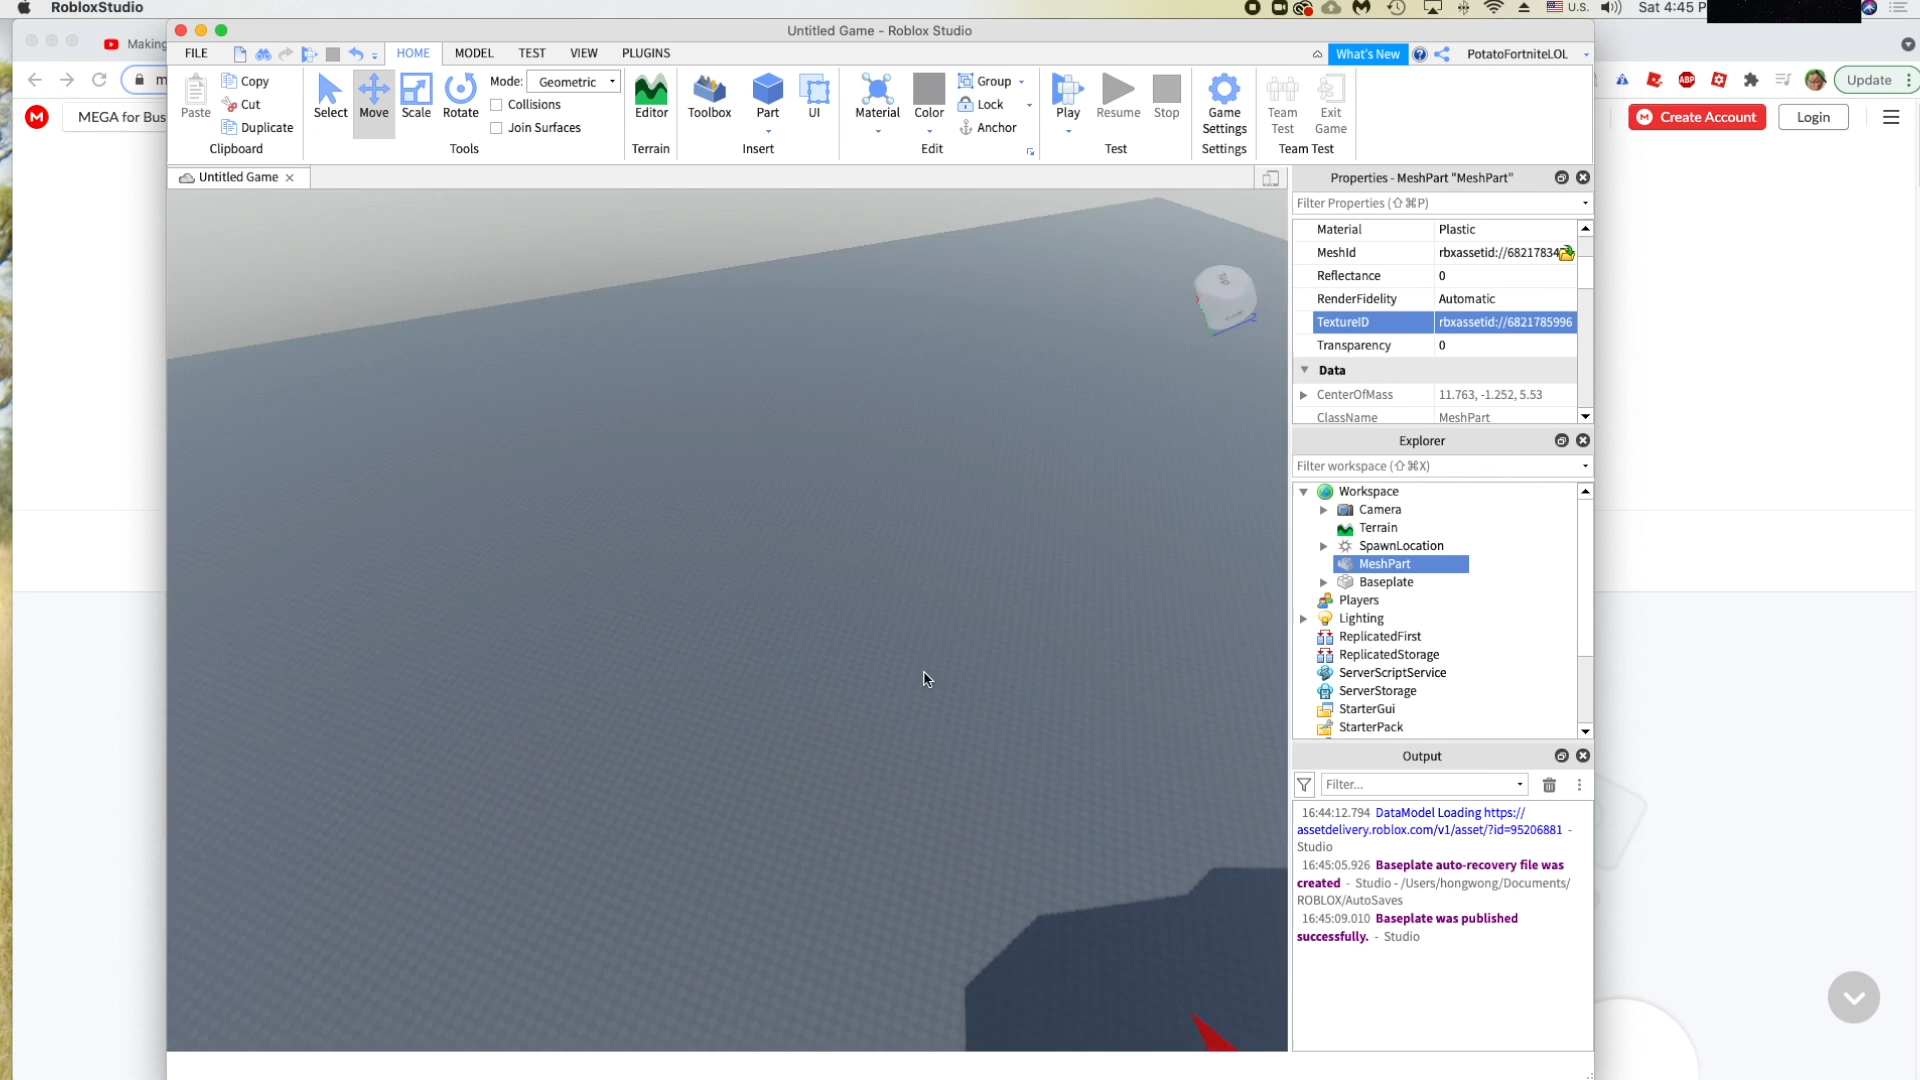 RobloxStudio
U.S.
Sat 4:45 P
Making
Untitled Game - Roblox Studio
FILE HOME MODEL TEST VIEW PLUGINS
What's New
PotatoFortniteLOL
Update
MEGA for Bus
Create Account
Login
Paste
Copy
Cut
Duplicate
Clipboard
Select Move Scale Rotate
Mode: Geometric
Collisions
Join Surfaces
Tools
Editor
Terrain
Toolbox Part UI
Insert
Material Color
Group
Lock
Anchor
Edit
Play Resume Stop
Test
Game Settings
Settings
Team Test
Exit Game
Team Test
Untitled Game
Top
Properties - MeshPart "MeshPart"
Filter Properties (⇧⌘P)
Material Plastic
MeshId rbxassetid://68217834
Reflectance 0
RenderFidelity Automatic
TextureID rbxassetid://6821785996
Transparency 0
Data
CenterOfMass 11.763, -1.252, 5.53
ClassName MeshPart
Explorer
Filter workspace (⇧⌘X)
Workspace
Camera
Terrain
SpawnLocation
MeshPart
Baseplate
Players
Lighting
ReplicatedFirst
ReplicatedStorage
ServerScriptService
ServerStorage
StarterGui
StarterPack
Output
Filter...
16:44:12.794 DataModel Loading https://
assetdelivery.roblox.com/v1/asset/?id=95206881 -
Studio
16:45:05.926 Baseplate auto-recovery file was
created - Studio - /Users/hongwong/Documents/
ROBLOX/AutoSaves
16:45:09.010 Baseplate was published
successfully. - Studio